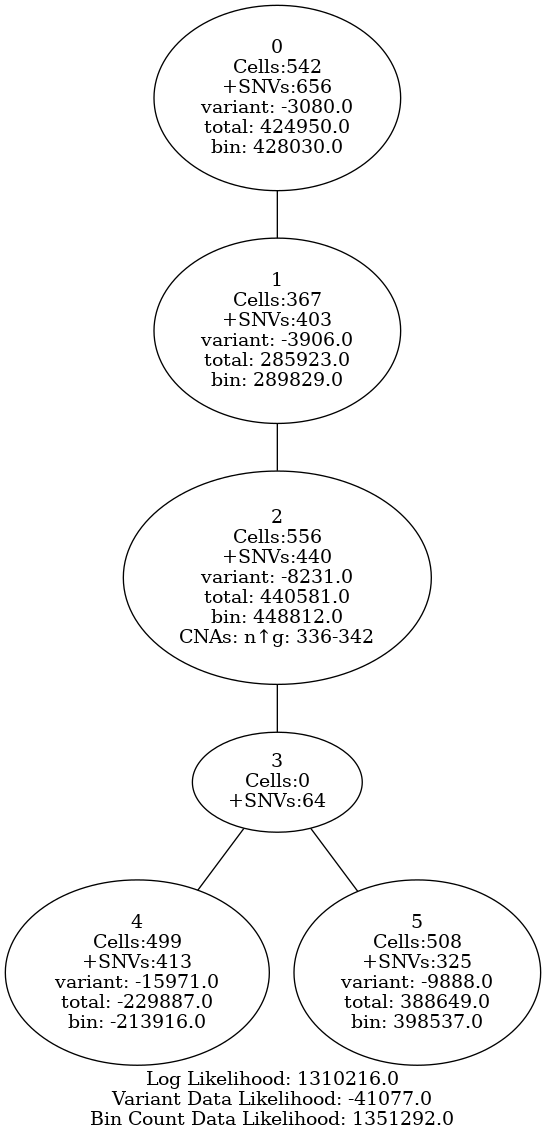 0
Cells:542
+SNVs:656
variant: -3080.0
total: 424950.0
bin: 428030.0
1
Cells:367
+SNVs:403
variant: -3906.0
total: 285923.0
bin: 289829.0
2
Cells:556
+SNVs:440
variant: -8231.0
total: 440581.0
bin: 448812.0
CNAs: n↑g: 336-342
3
Cells:0
+SNVs:64
4
Cells:499
+SNVs:413
variant: -15971.0
total: -229887.0
bin: -213916.0
5
Cells:508
+SNVs:325
variant: -9888.0
total: 388649.0
bin: 398537.0
Log Likelihood: 1310216.0
Variant Data Likelihood: -41077.0
Bin Count Data Likelihood: 1351292.0